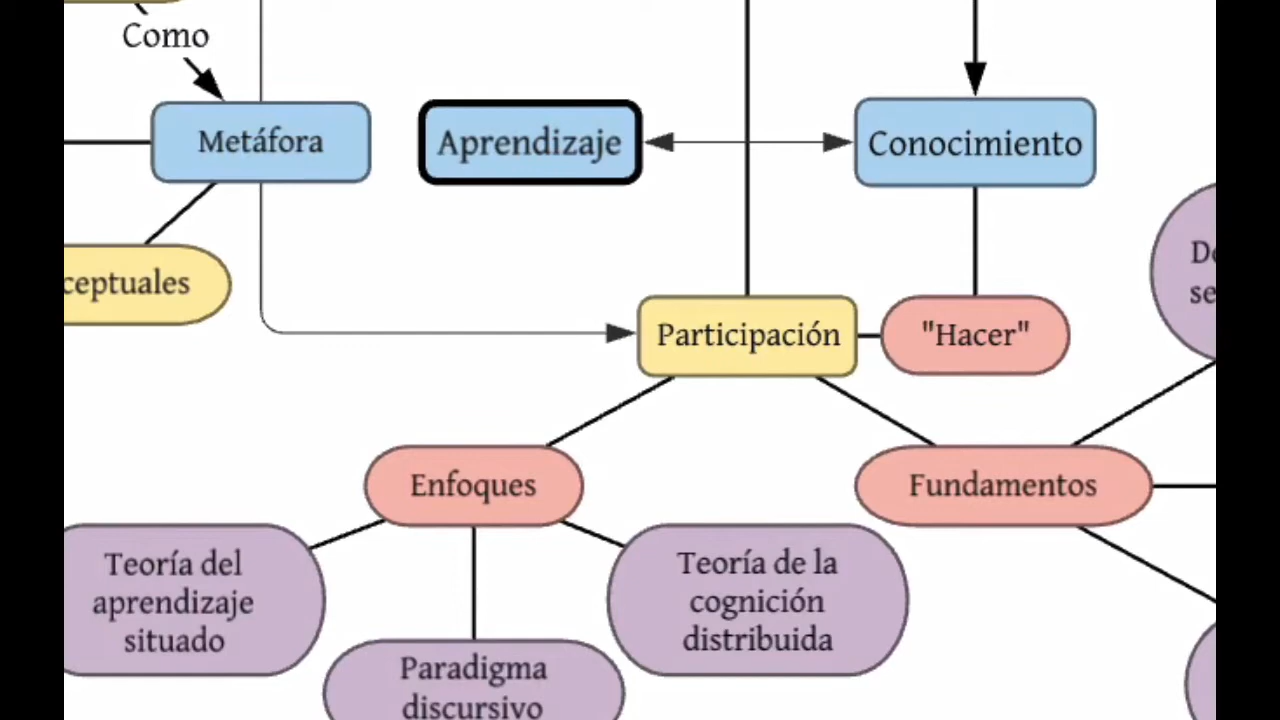 Como
Metáfora
Aprendizaje
Conocimiento
ceptuales
Participación
"Hacer"
Enfoques
Fundamentos
Teoría del
aprendizaje
situado
Paradigma
discursivo
Teoría de la
cognición
distribuida